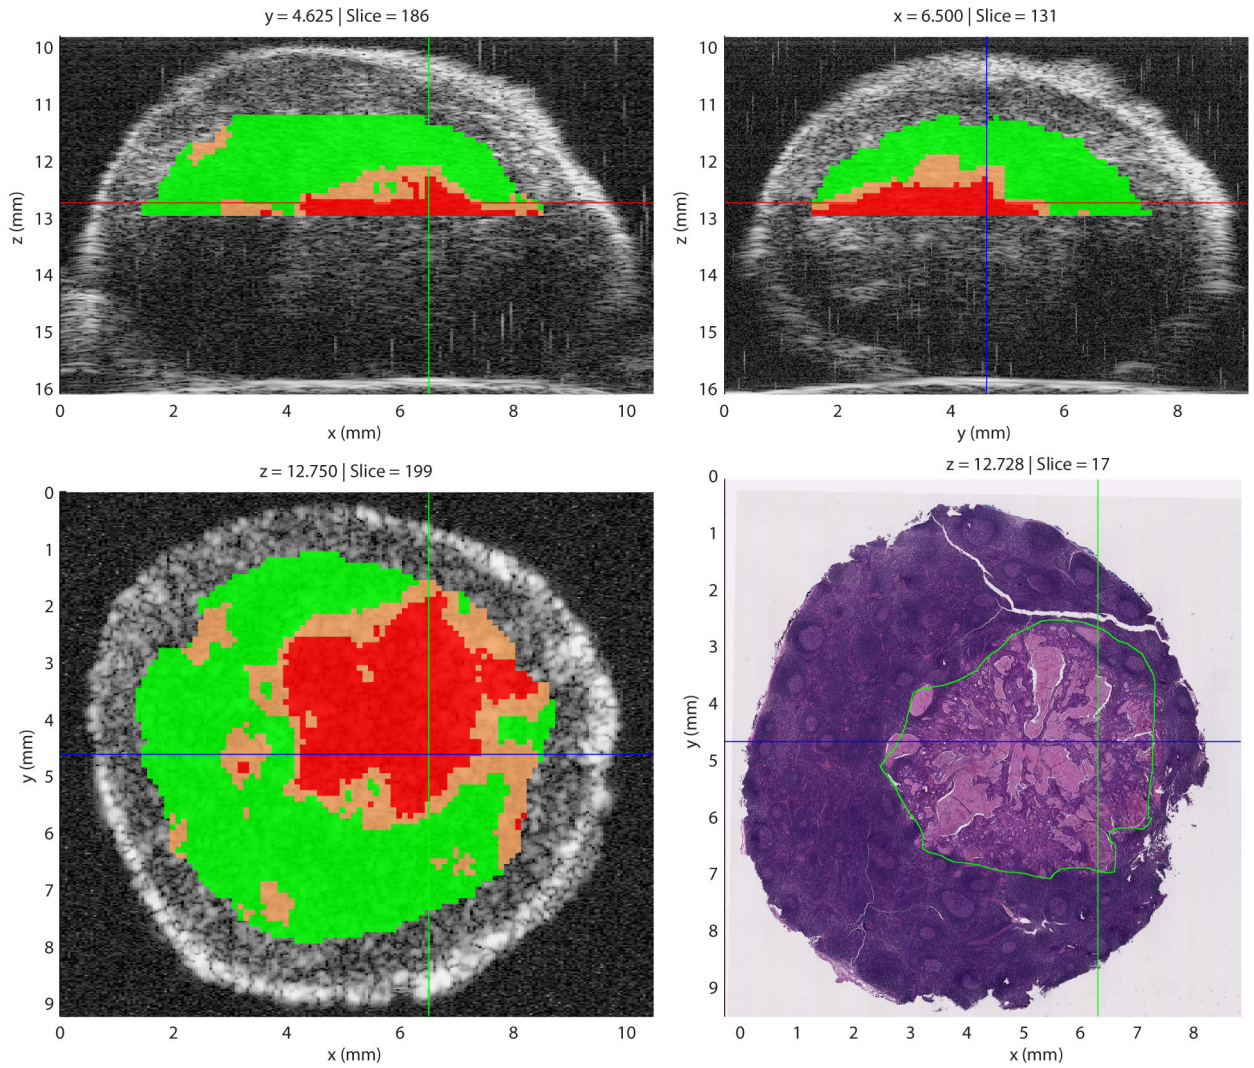 y = 4.625 | Slice = 186
10
11
12
13
14
15
16
z (mm)
0 2 4 6 8 10
x (mm)
x = 6.500 | Slice = 131
10
11
12
13
14
15
16
z (mm)
0 2 4 6 8
y (mm)
z = 12.750 | Slice = 199
0
1
2
3
4
5
6
7
8
9
y (mm)
0 2 4 6 8 10
x (mm)
z = 12.728 | Slice = 17
0
1
2
3
4
5
6
7
8
9
y (mm)
0 1 2 3 4 5 6 7 8
x (mm)